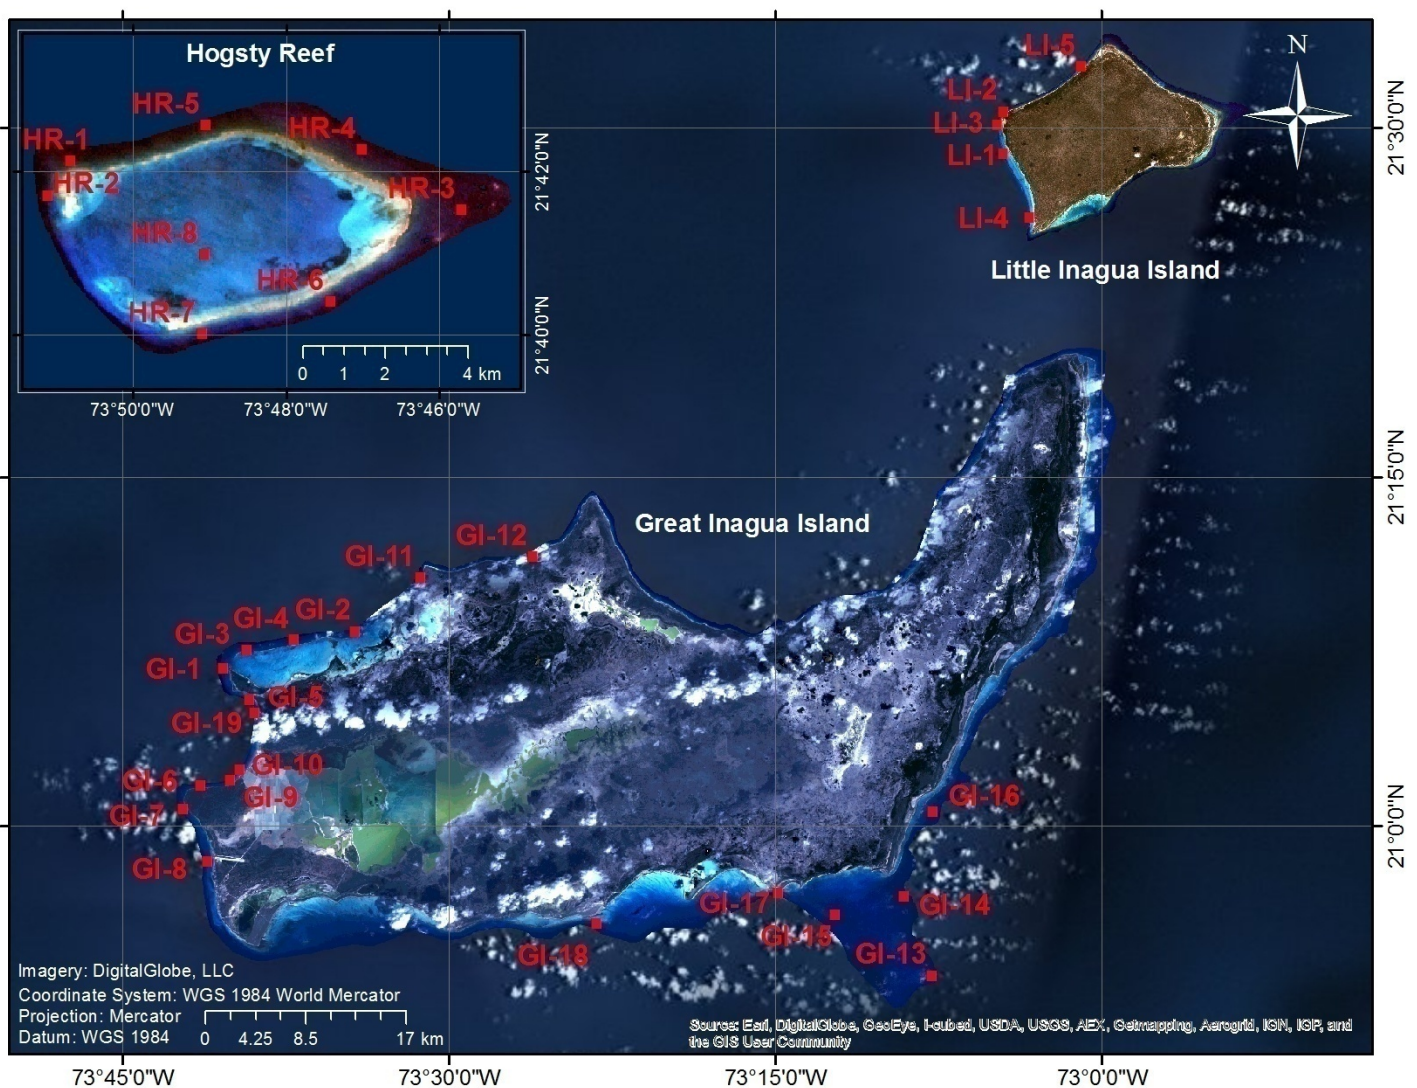 Hogsty Reef
HR-5
HR-4
HR-1
HR-2
HR-3
HR-8
HR-6
HR-7
0 1 2 4 km
21°42'0"N
21°40'0"N
73°50'0"W 73°48'0"W 73°46'0"W
LI-5
LI-2
LI-3
LI-1
LI-4
N
Little Inagua Island
21°30'0"N
21°15'0"N
21°0'0"N
Great Inagua Island
GI-12
GI-11
GI-2
GI-4
GI-3
GI-1
GI-5
GI-19
GI-10
GI-6
GI-9
GI-7
GI-8
GI-16
GI-17
GI-14
GI-15
GI-18
GI-13
Imagery: DigitalGlobe, LLC
Coordinate System: WGS 1984 World Mercator
Projection: Mercator
Datum: WGS 1984
0 4.25 8.5 17 km
Source: Esri, DigitalGlobe, GeoEye, i-cubed, USDA, USGS, AEX, Getmapping, Aerogrid, IGN, IGP, and
the GIS User Community
73°45'0"W 73°30'0"W 73°15'0"W 73°0'0"W